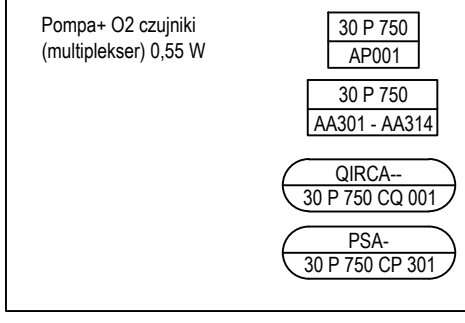 Pompa+ O2 czujniki
(multiplekser) 0,55 W
30 P 750
AP001
30 P 750
AA301 - AA314
QIRCA--
30 P 750 CQ 001
PSA-
30 P 750 CP 301